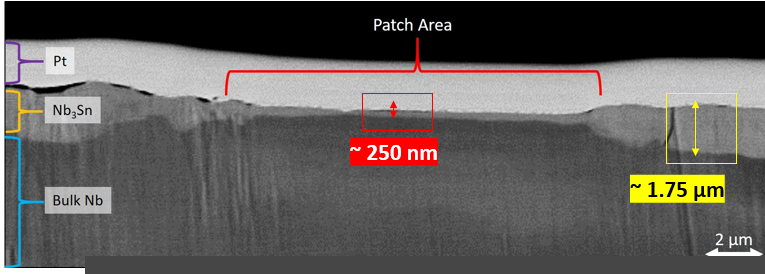 Patch Area
Pt
Nb₃Sn
~ 250 nm
~ 1.75 µm
Bulk Nb
2 µm